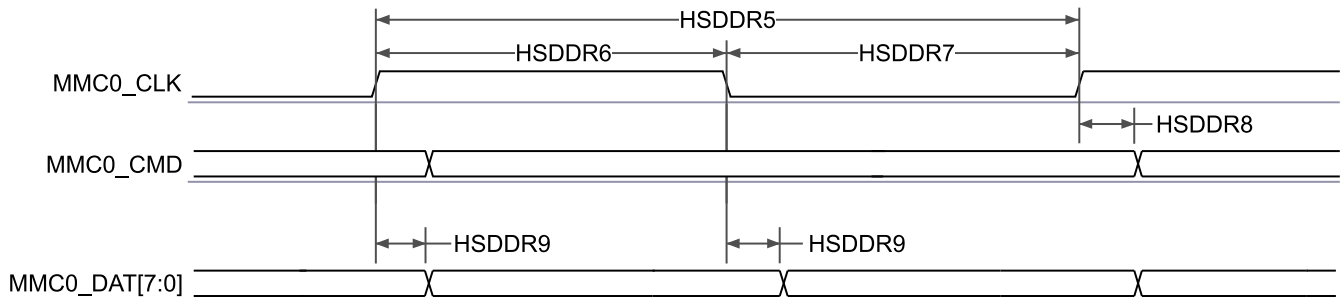 HSDDR5
HSDDR6 HSDDR7
MMC0_CLK
HSDDR8
MMC0_CMD
HSDDR9 HSDDR9
MMC0_DAT[7:0]